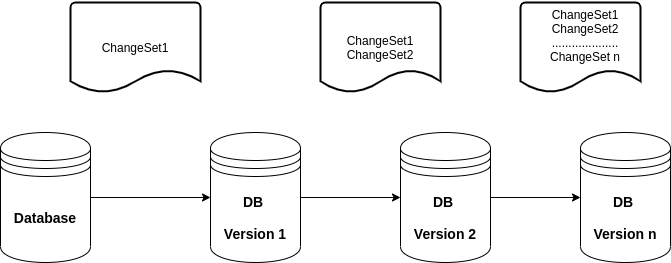 ChangeSet1
ChangeSet1
ChangeSet2
ChangeSet1
ChangeSet2
....................
ChangeSet n
Database
DB
Version 1
DB
Version 2
DB
Version n